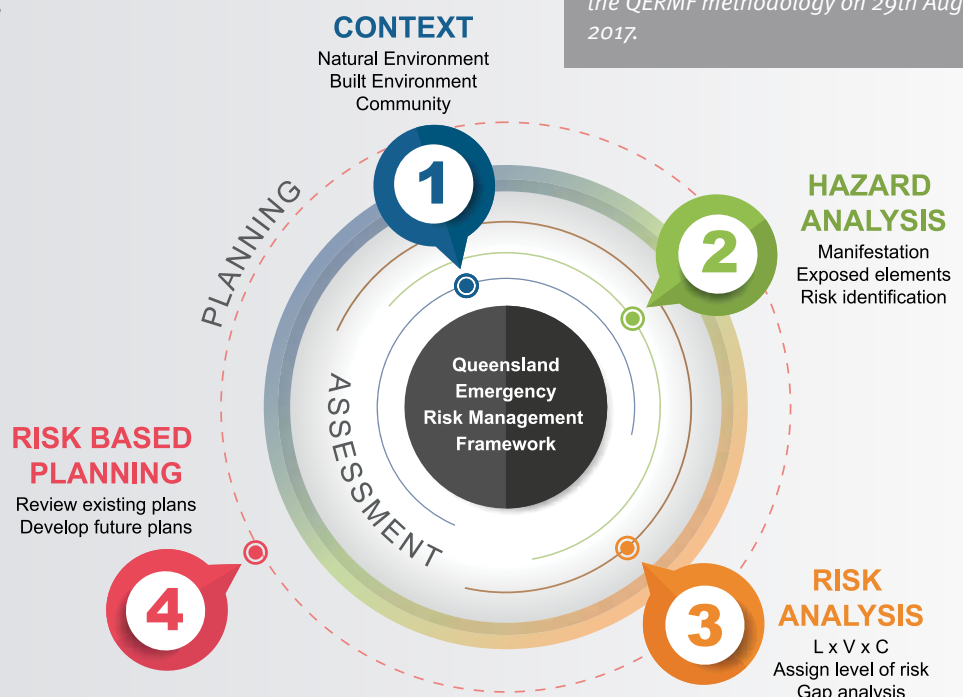 the QERMF methodology on 29th Aug
2017.
CONTEXT
Natural Environment
Built Environment
Community
1
PLANNING
2
HAZARD
ANALYSIS
Manifestation
Exposed elements
Risk identification
Queensland
Emergency
Risk Management
Framework
ASSESSMENT
RISK BASED
PLANNING
Review existing plans
Develop future plans
4
3
RISK
ANALYSIS
L x V x C
Assign level of risk
Gap analysis